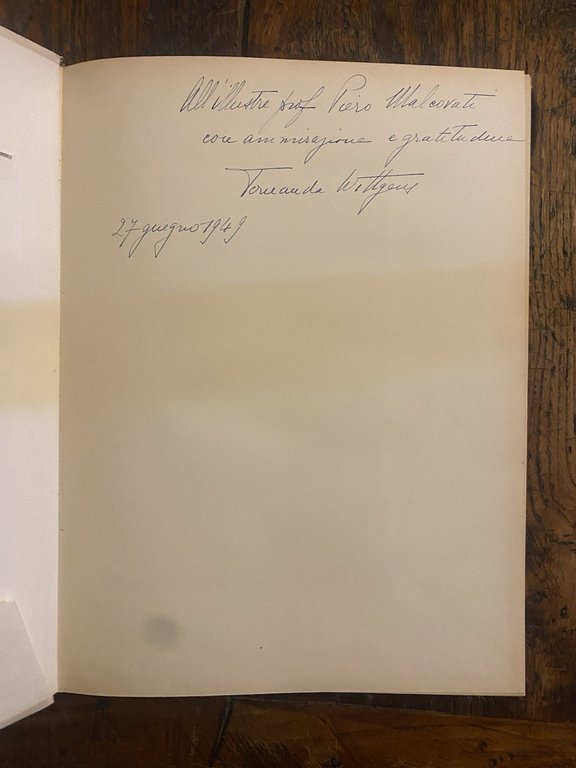 All'illustre prof Piero Malcovati
con ammirazione e gratitudine
Fernanda Wittgens
27 giugno 1949